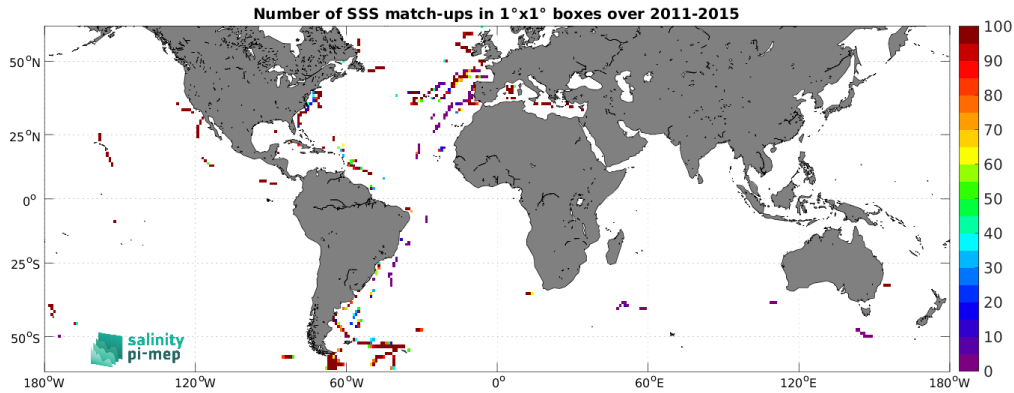 Number of SSS match-ups in 1°x1° boxes over 2011-2015
50°N
25°N
0°
25°S
50°S
180°W
120°W
60°W
0°
60°E
120°E
180°W
100
90
80
70
60
50
40
30
20
10
0
salinity
pi-mep